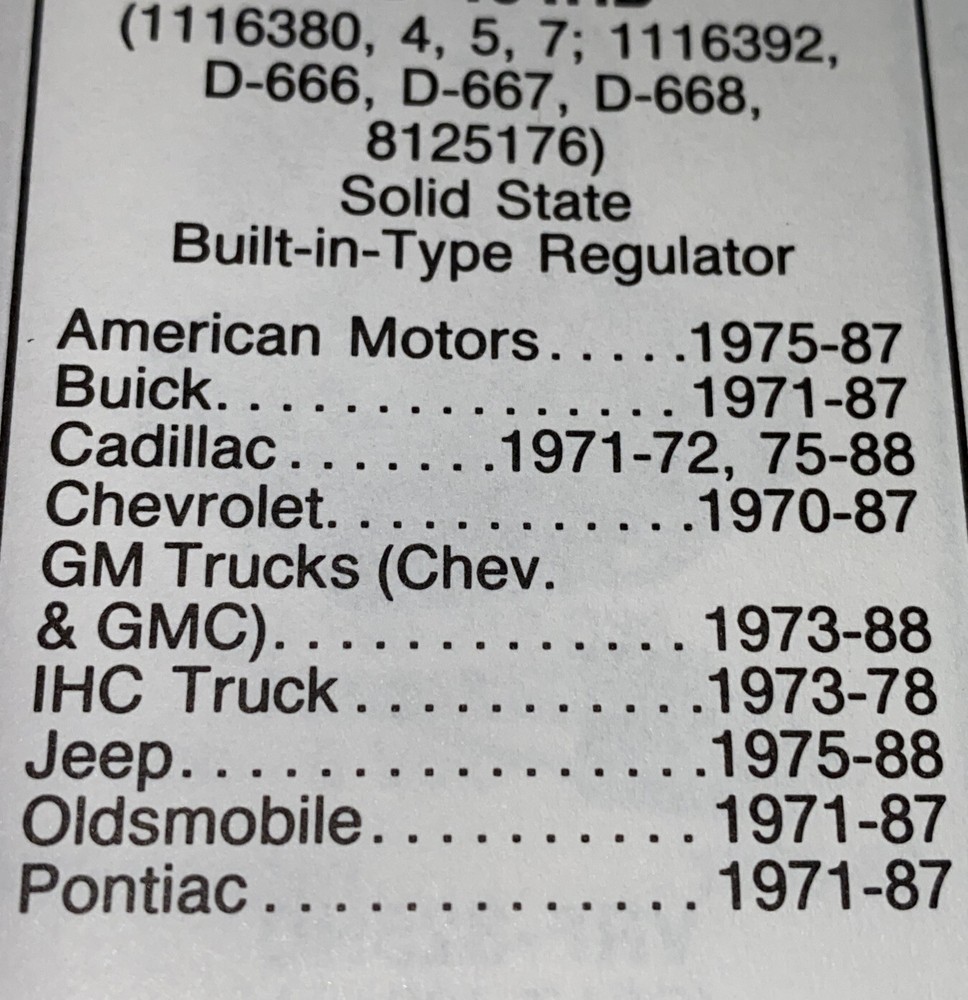 (1116380, 4, 5, 7; 1116392,
D-666, D-667, D-668,
8125176)
Solid State
Built-in-Type Regulator
American Motors.....1975-87
Buick................1971-87
Cadillac........1971-72, 75-88
Chevrolet.............1970-87
GM Trucks (Chev.
& GMC)..............1973-88
IHC Truck............1973-78
Jeep.................1975-88
Oldsmobile...........1971-87
Pontiac..............1971-87